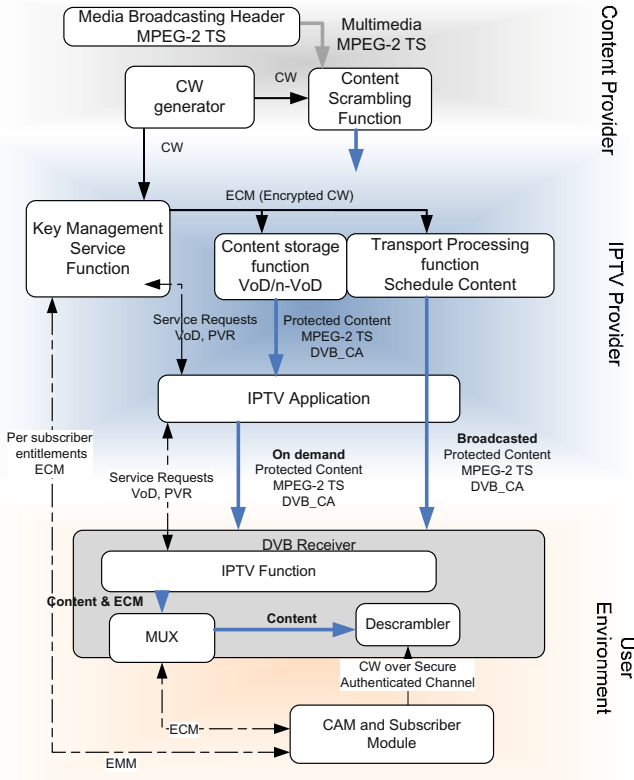 Media Broadcasting Header
MPEG-2 TS
Multimedia
MPEG-2 TS
Content Provider
CW
generator
CW
Content
Scrambling
Function
CW
ECM (Encrypted CW)
Key Management
Service
Function
Content storage
function
VoD/n-VoD
Transport Processing
function
Schedule Content
IPTV Provider
Service Requests
VoD, PVR
Protected Content
MPEG-2 TS
DVB_CA
IPTV Application
Per subscriber
entitlements
ECM
Service Requests
VoD, PVR
On demand
Protected Content
MPEG-2 TS
DVB_CA
Broadcasted
Protected Content
MPEG-2 TS
DVB_CA
DVB Receiver
IPTV Function
Content & ECM
MUX
Content
Descrambler
User
Environment
CW over Secure
Authenticated Channel
ECM
CAM and Subscriber
Module
EMM